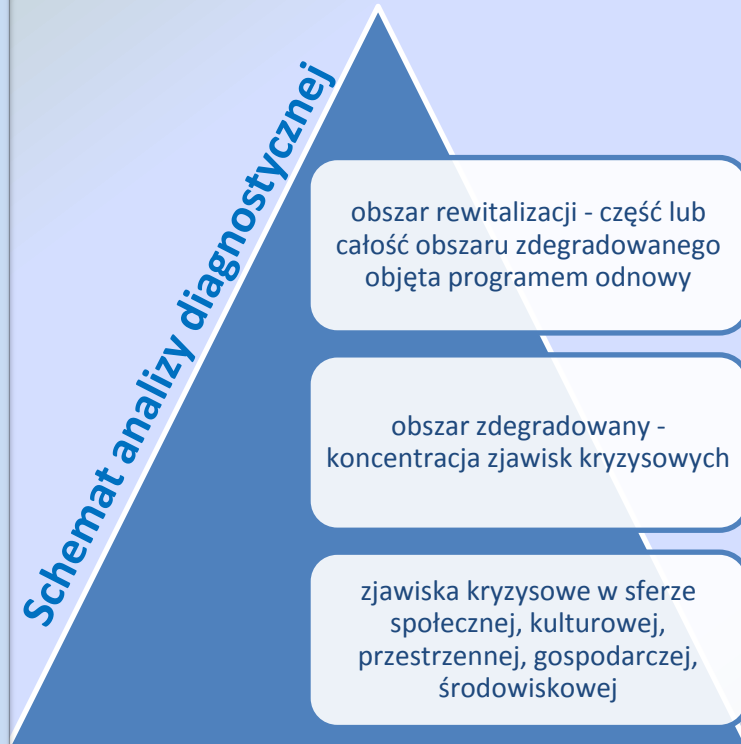 Schemat analizy diagnostycznej
obszar rewitalizacji - część lub
całość obszaru zdegradowanego
objęta programem odnowy
obszar zdegradowany -
koncentracja zjawisk kryzysowych
zjawiska kryzysowe w sferze
społecznej, kulturowej,
przestrzennej, gospodarczej,
środowiskowej